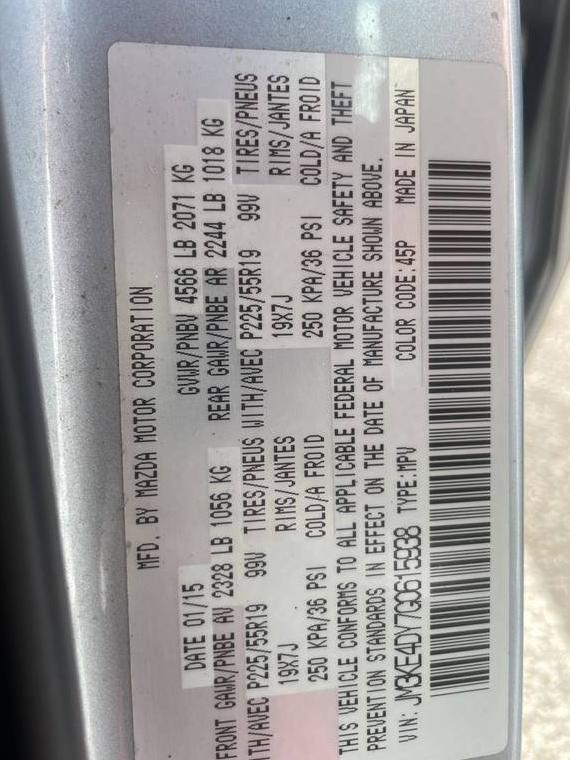 MFD. BY MAZDA MOTOR CORPORATION
DATE 01/15 GVWR/PNBV 4566 LB 2071 KG
FRONT GAWR/PNBE AV 2328 LB 1056 KG REAR GAWR/PNBE AR 2244 LB 1018 KG
ITH/AVEC P225/55R19 99V TIRES/PNEUS WITH/AVEC P225/55R19 99V TIRES/PNEUS
19X7J RIMS/JANTES 19X7J RIMS/JANTES
250 KPA/36 PSI COLD/A FROID 250 KPA/36 PSI COLD/A FROID
THIS VEHICLE CONFORMS TO ALL APPLICABLE FEDERAL MOTOR VEHICLE SAFETY AND THEFT
PREVENTION STANDARDS IN EFFECT ON THE DATE OF MANUFACTURE SHOWN ABOVE.
VIN: JM3KE4DY7G0615938 TYPE:MPV COLOR CODE:45P MADE IN JAPAN